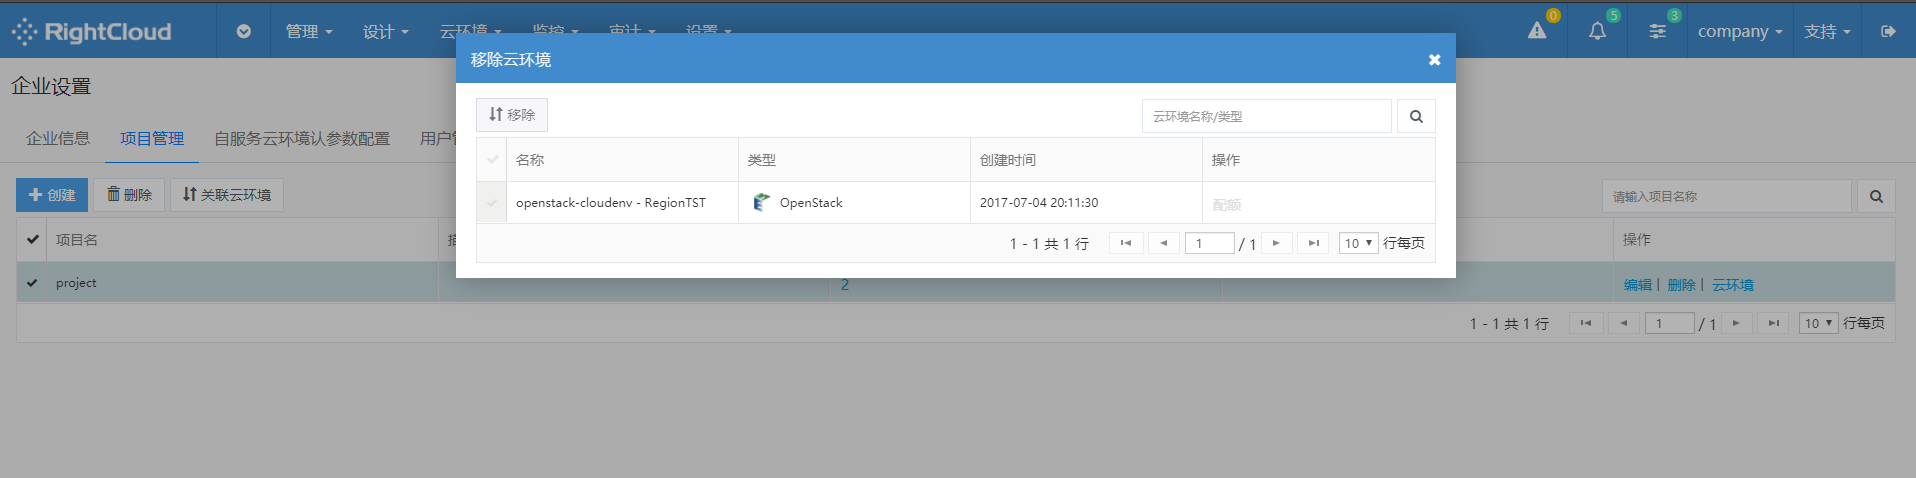 RightCloud 管理 设计 云环境 监控 审计 设置 0 5 3 company 支持
移除云环境
企业设置
移除 云环境名称/类型
企业信息 项目管理 自服务云环境认参数配置 用户
名称 类型 创建时间 操作
创建 删除 关联云环境 请输入项目名称
openstack-cloudenv - RegionTST OpenStack 2017-07-04 20:11:30 配额
项目名 操作
1 - 1 共 1 行 1 / 1 10 行每页
project 2 编辑 | 删除 | 云环境
1 - 1 共 1 行 1 / 1 10 行每页